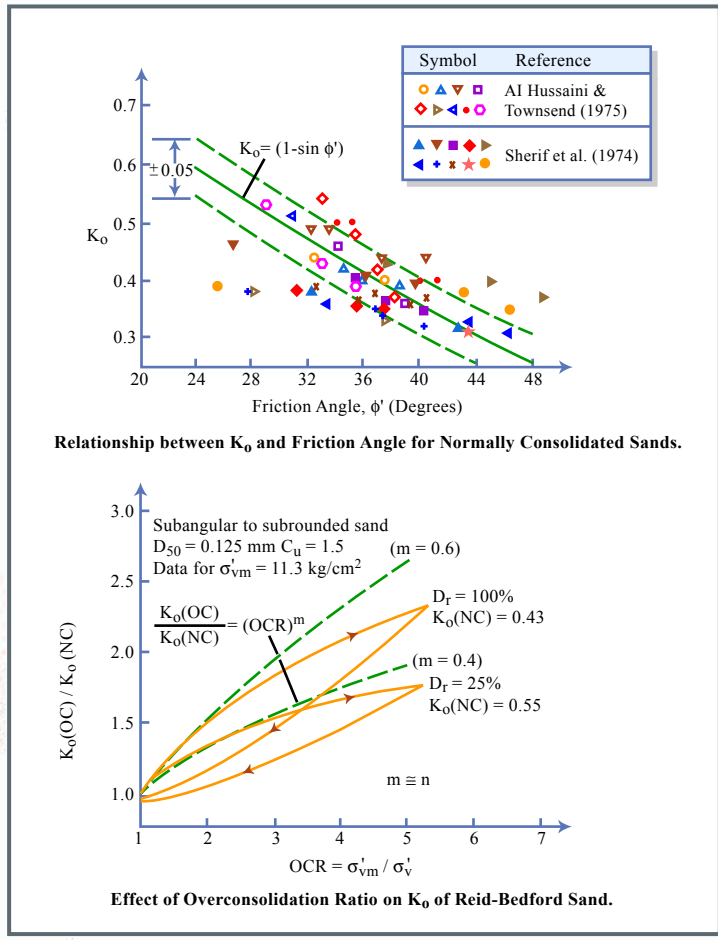 Symbol Reference
AI Hussaini &
Townsend (1975)
Sherif et al. (1974)
0.7
0.6
0.5
0.4
0.3
Kₒ
±0.05
Kₒ= (1-sin ϕ')
20 24 28 32 36 40 44 48
Friction Angle, ϕ' (Degrees)
Relationship between Kₒ and Friction Angle for Normally Consolidated Sands.
3.0
2.5
2.0
1.5
1.0
Kₒ(OC) / Kₒ (NC)
Subangular to subrounded sand
D₅₀ = 0.125 mm Cᵤ = 1.5
Data for σ'ᵥₘ = 11.3 kg/cm²
Kₒ(OC)
Kₒ(NC)
= (OCR)ᵐ
(m = 0.6)
Dᵣ = 100%
Kₒ(NC) = 0.43
(m = 0.4)
Dᵣ = 25%
Kₒ(NC) = 0.55
m ≅ n
1 2 3 4 5 6 7
OCR = σ'ᵥₘ / σ'ᵥ
Effect of Overconsolidation Ratio on Kₒ of Reid-Bedford Sand.